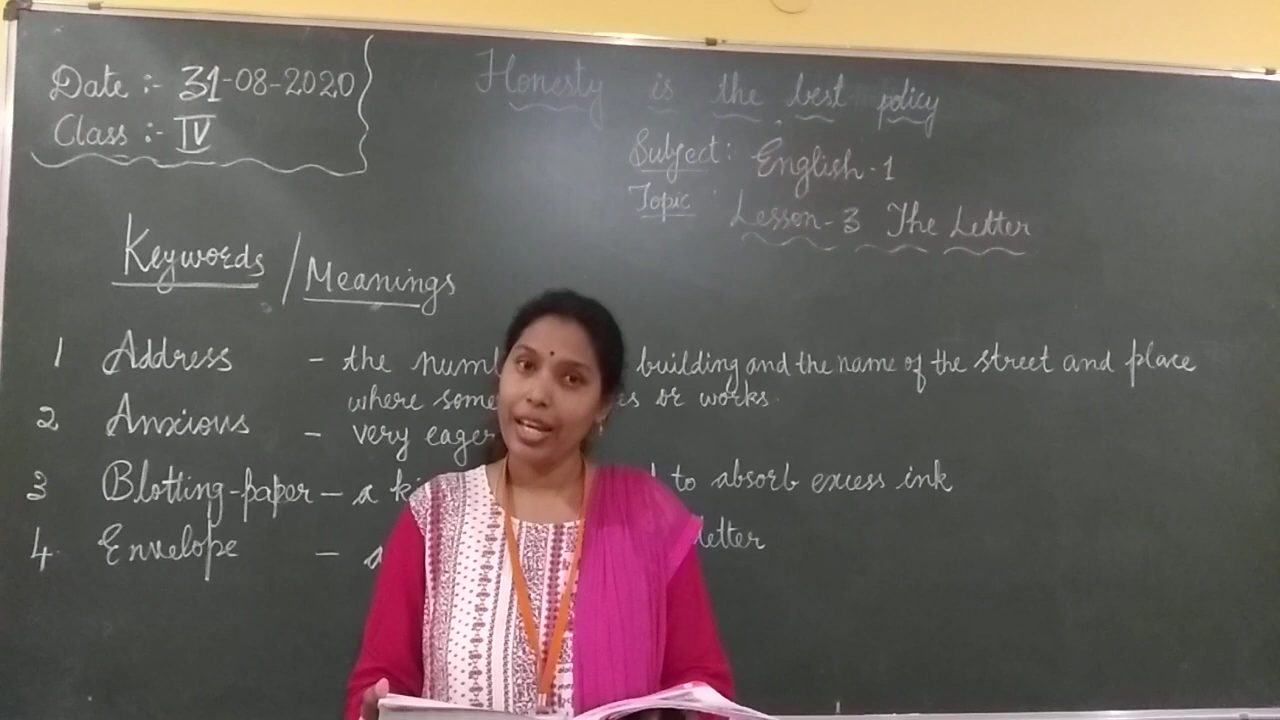 Date :- 31-08-2020
Class :- IV
Honesty is the best policy
Subject: English-1
Topic : Lesson-3 The Letter
Keywords / Meanings
1 Address - the building and the name of the street and place
where or works.
2 Anxious - very eager
3 Blotting-paper - a to absorb excess ink
4. Envelope - letter